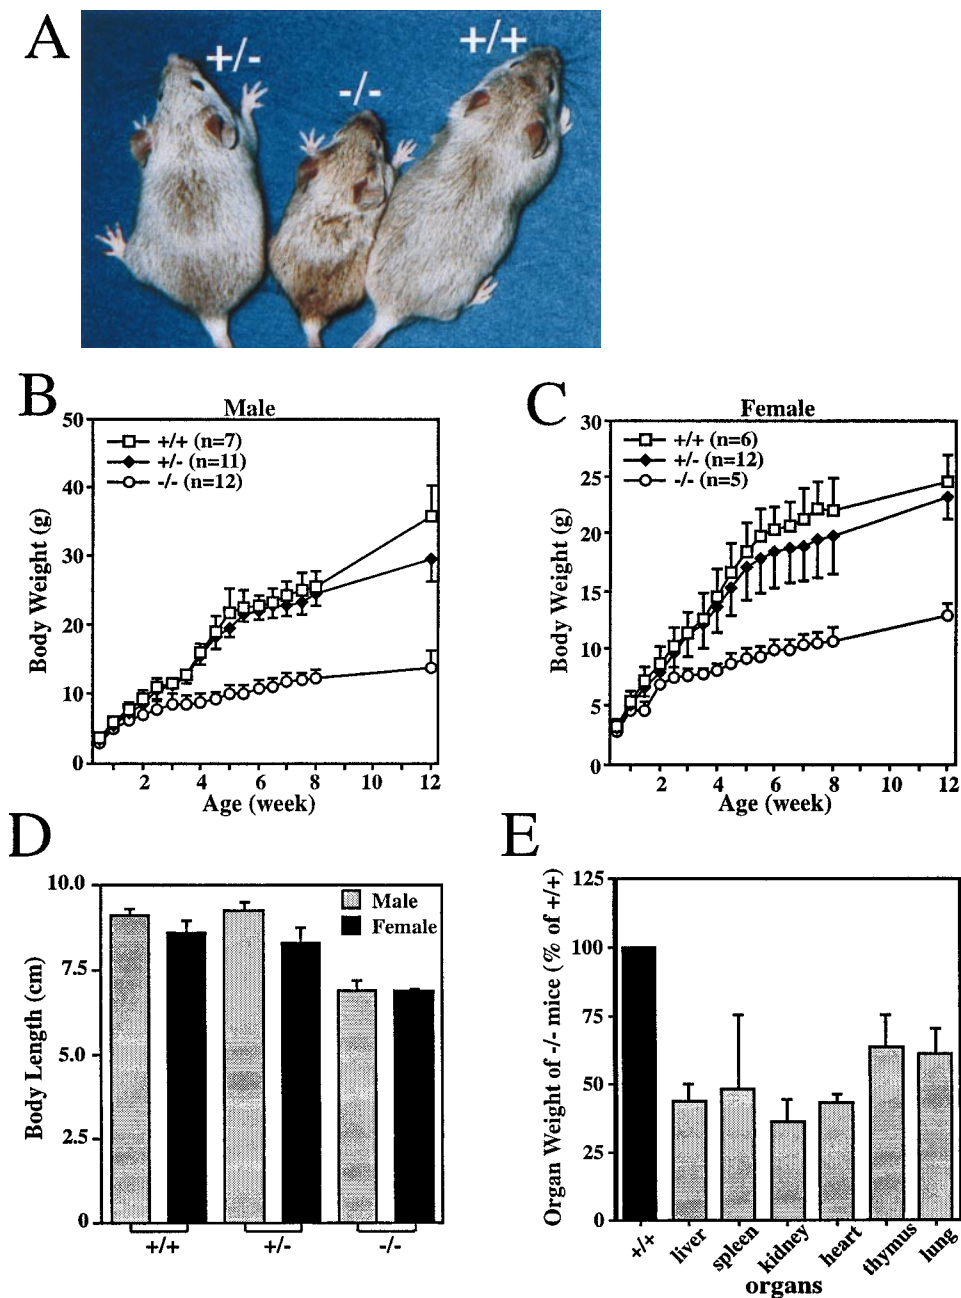 A
+/-
-/-
+/+
B
Male
50
40
30
20
10
0
Body Weight (g)
+/+ (n=7)
+/- (n=11)
-/- (n=12)
2
4
6
8
10
12
Age (week)
C
Female
30
25
20
15
10
5
0
Body Weight (g)
+/+ (n=6)
+/- (n=12)
-/- (n=5)
2
4
6
8
10
12
Age (week)
D
10.0
7.5
5.0
2.5
0
Body Length (cm)
Male
Female
+/+
+/-
-/-
E
125
100
75
50
25
0
Organ Weight of -/- mice (% of +/+)
+/+
liver
spleen
kidney
heart
thymus
lung
organs